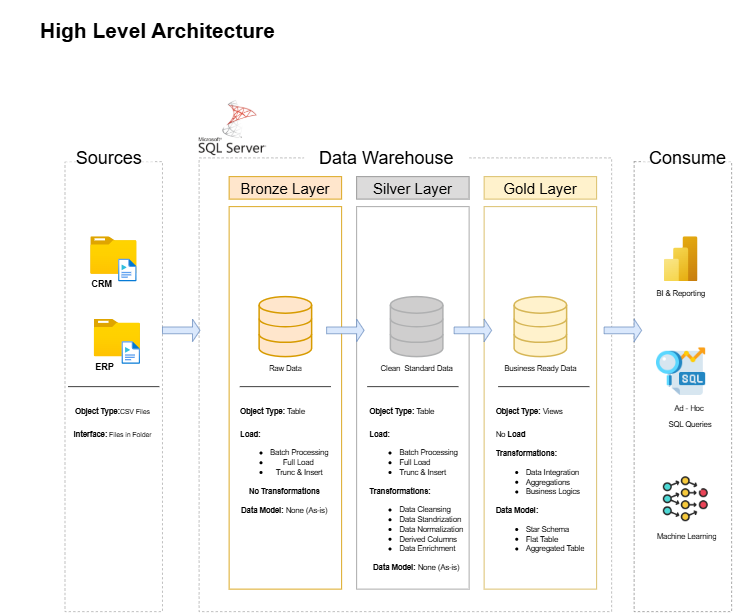 High Level Architecture
Microsoft
SQL Server
Sources
CRM
ERP
Object Type:CSV Files
Interface: Files in Folder
Data Warehouse
Bronze Layer
Raw Data
Object Type: Table
Load:
Batch Processing
Full Load
Trunc & Insert
No Transformations
Data Model: None (As-is)
Silver Layer
Clean Standard Data
Object Type: Table
Load:
Batch Processing
Full Load
Trunc & Insert
Transformations:
Data Cleansing
Data Standrization
Data Normalization
Derived Columns
Data Enrichment
Data Model: None (As-is)
Gold Layer
Business Ready Data
Object Type: Views
No Load
Transformations:
Data Integration
Aggregations
Business Logics
Data Model:
Star Schema
Flat Table
Aggregated Table
Consume
BI & Reporting
SQL
Ad - Hoc
SQL Queries
Machine Learning